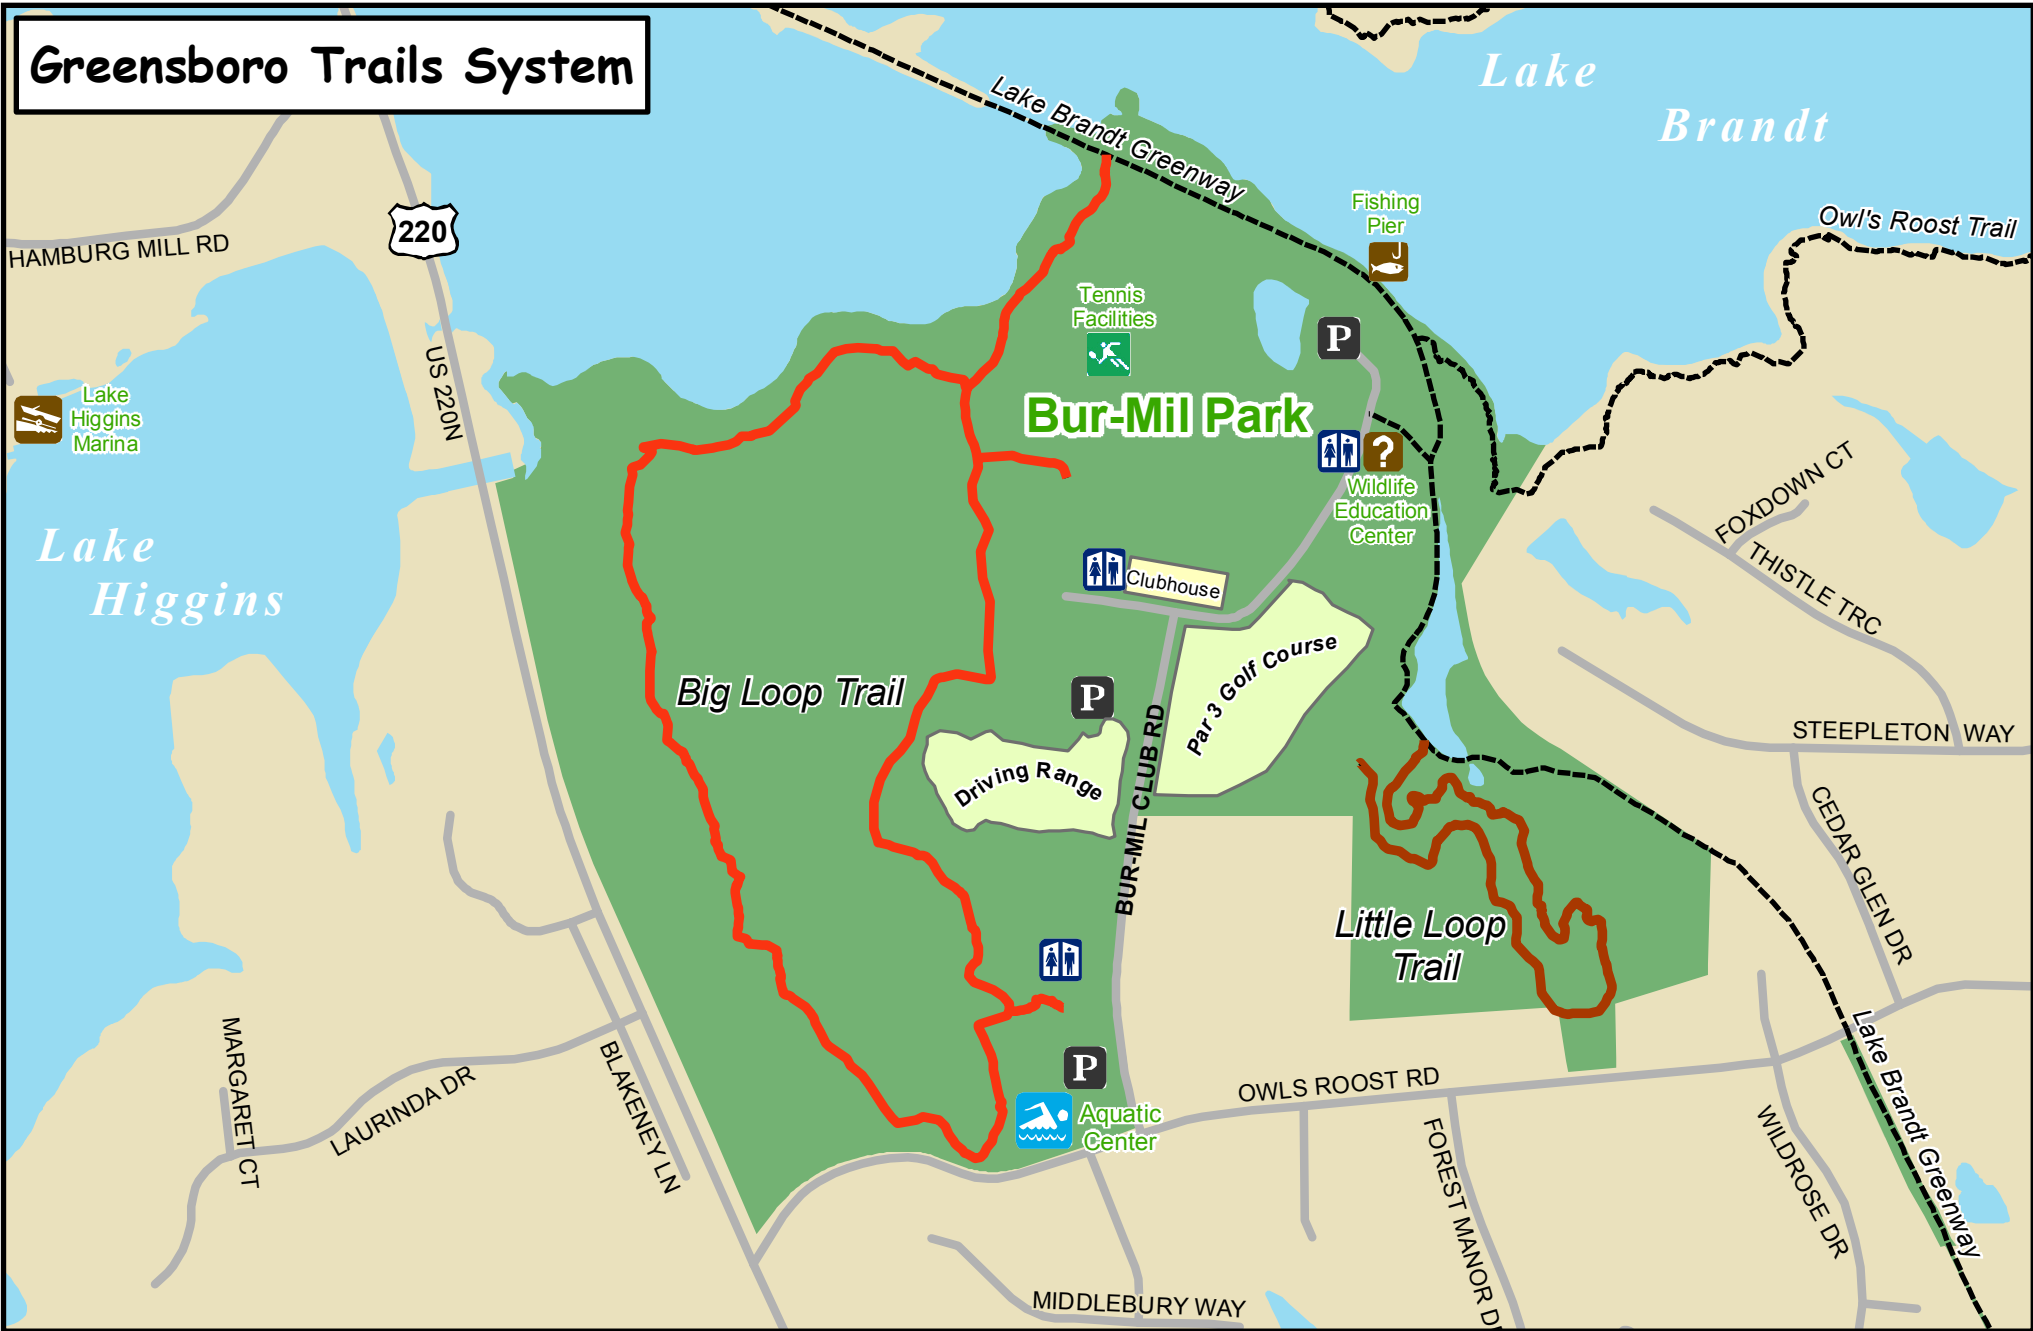 Greensboro Trails System
Lake
Brandt
Lake Brandt Greenway
Fishing
Pier
Owl's Roost Trail
220
HAMBURG MILL RD
Tennis
Facilities
P
US 220N
Lake
Higgins
Marina
Bur-Mil Park
?
Wildlife
Education
Center
FOXDOWN CT
THISTLE TRC
Lake
Higgins
Clubhouse
Par 3 Golf Course
Big Loop Trail
P
STEEPLETON WAY
Driving Range
BUR-MIL CLUB RD
CEDAR GLEN DR
Little Loop
Trail
MARGARET CT
LAURINDA DR
BLAKENEY LN
P
Aquatic
Center
OWLS ROOST RD
FOREST MANOR DR
WILDROSE DR
Lake Brandt Greenway
MIDDLEBURY WAY